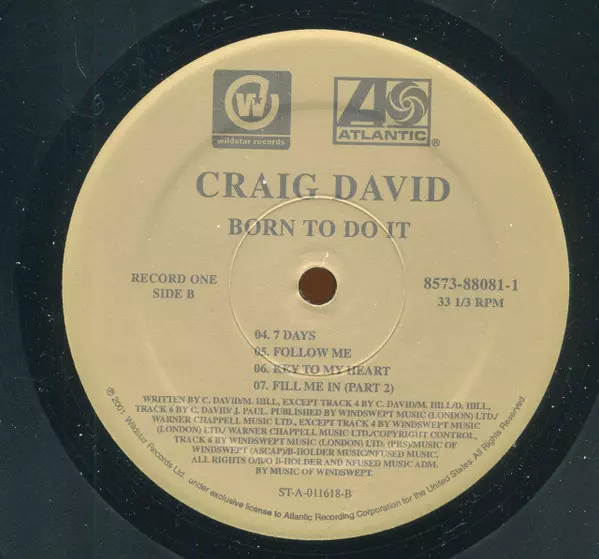 W
wildstar records
A
ATLANTIC®
CRAIG DAVID
BORN TO DO IT
RECORD ONE
SIDE B
8573-88081-1
33 1/3 RPM
04. 7 DAYS
05. FOLLOW ME
06. KEY TO MY HEART
07. FILL ME IN (PART 2)
WRITTEN BY C. DAVID/M. HILL, EXCEPT TRACK 4 BY C. DAVID/M. HILL/D. HILL,
TRACK 6 BY C. DAVID/ J. PAUL. PUBLISHED BY WINDSWEPT MUSIC (LONDON) LTD./
WARNER CHAPPELL MUSIC LTD., EXCEPT TRACK 4 BY WINDSWEPT MUSIC
(LONDON) LTD./ WARNER CHAPPELL MUSIC LTD./COPYRIGHT CONTROL,
TRACK 6 BY WINDSWEPT MUSIC (LONDON) LTD. (PRS)/MUSIC OF
WINDSWEPT (ASCAP)/B-HOLDER MUSIC/NFUSED MUSIC.
ALL RIGHTS O/B/O B-HOLDER AND NFUSED MUSIC ADM.
BY MUSIC OF WINDSWEPT.
ST-A-011618-B
℗ 2001 Wildstar Records Ltd. under exclusive license to Atlantic Recording Corporation for the United States. All Rights Reserved